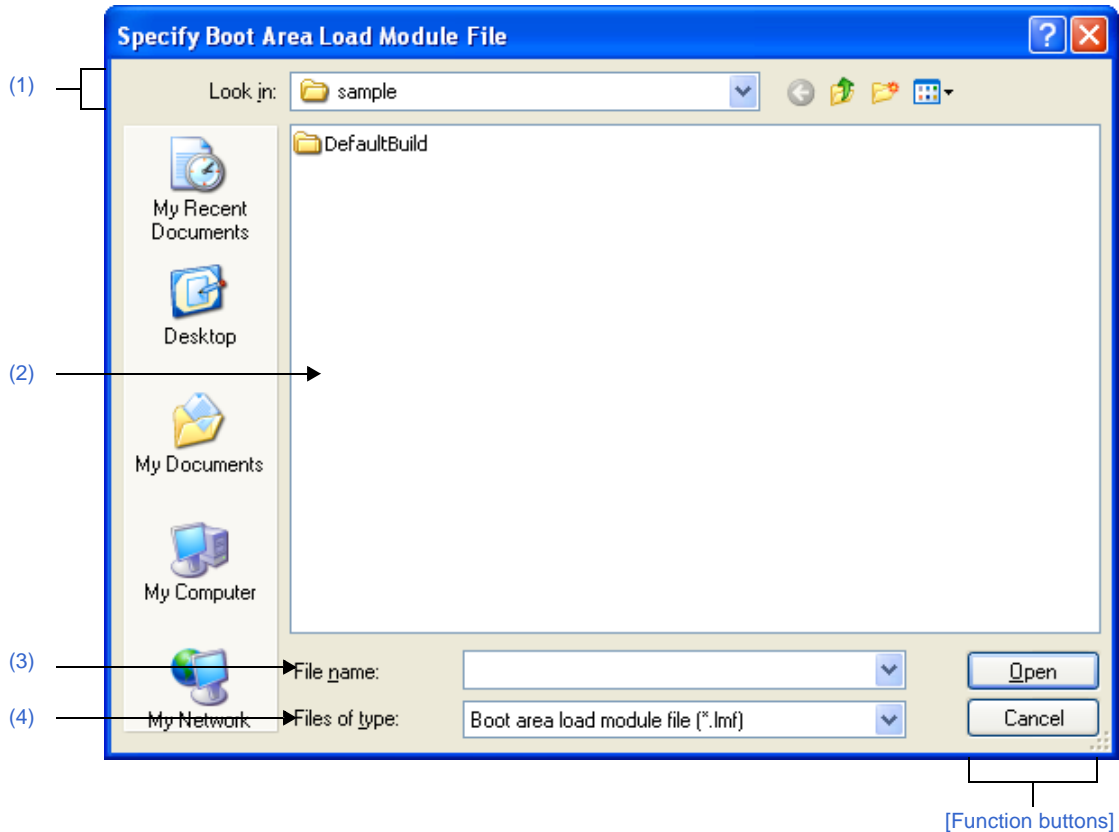 Specify Boot Area Load Module File
(1)
Look in:
sample
DefaultBuild
My Recent
Documents
Desktop
(2)
My Documents
My Computer
(3)
File name:
Open
(4)
My Network
Files of type:
Boot area load module file (*.lmf)
Cancel
[Function buttons]